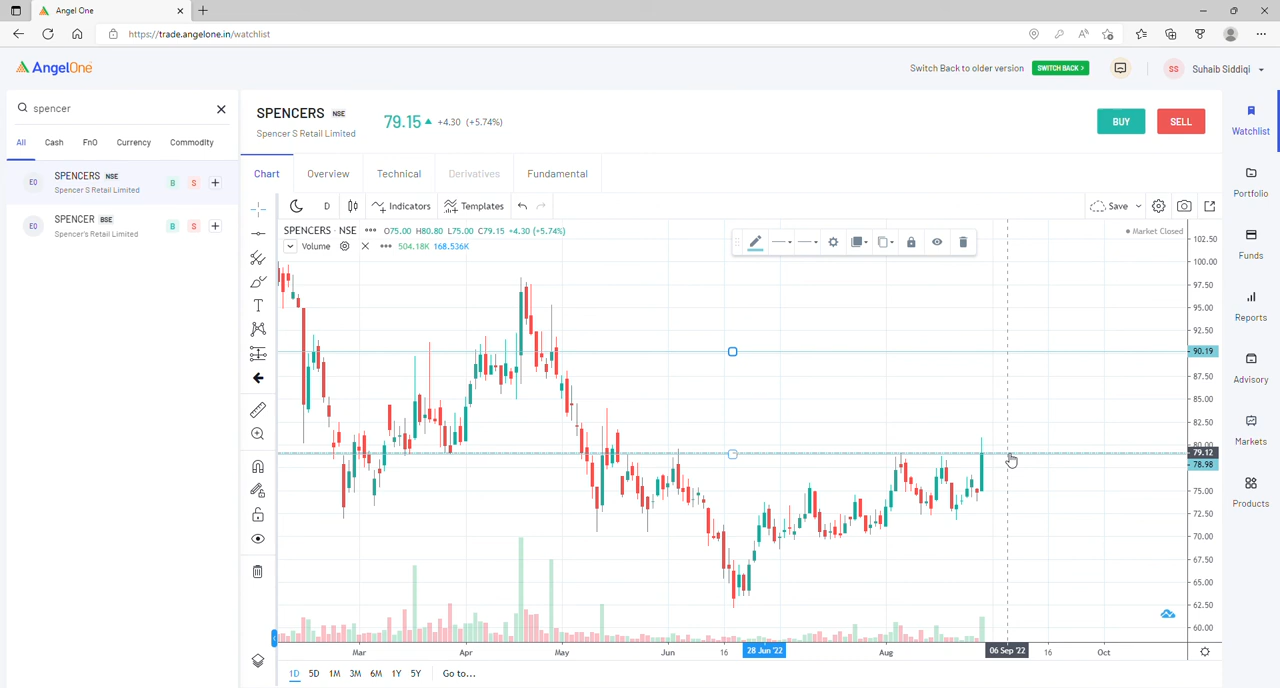 Angel One
https://trade.angelone.in/watchlist
AngelOne
Switch Back to older version SWITCH BACK >
SS Suhaib Siddiqi
spencer
All Cash FnO Currency Commodity
EQ SPENCERS NSE B S +
Spencer S Retail Limited
EQ SPENCER BSE B S +
Spencer's Retail Limited
SPENCERS NSE
Spencer S Retail Limited
79.15 +4.30 (+5.74%)
BUY SELL
Chart Overview Technical Derivatives Fundamental
D Indicators Templates Save
SPENCERS · NSE O75.00 H80.80 L75.00 C79.15 +4.30 (+5.74%)
Volume 504.18K 168.536K
Market Closed
102.50
100.00
97.50
95.00
92.50
90.19
87.50
85.00
82.50
80.00
79.12
78.98
75.00
72.50
70.00
67.50
65.00
62.50
60.00
Mar Apr May Jun 16 28 Jun '22 Aug 06 Sep '22 16 Oct
1D 5D 1M 3M 6M 1Y 5Y Go to...
Watchlist
Portfolio
Funds
Reports
Advisory
Markets
Products